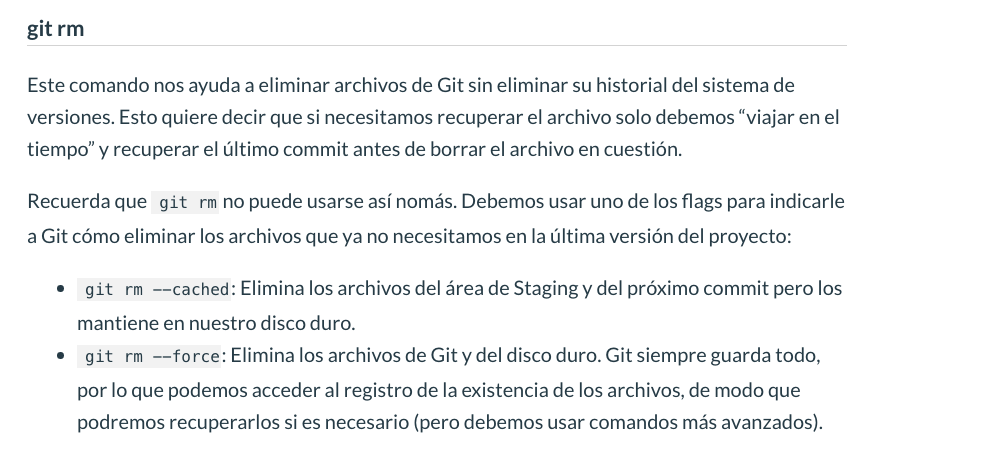 git rm
Este comando nos ayuda a eliminar archivos de Git sin eliminar su historial del sistema de
versiones. Esto quiere decir que si necesitamos recuperar el archivo solo debemos “viajar en el
tiempo” y recuperar el último commit antes de borrar el archivo en cuestión.
Recuerda que git rm no puede usarse así nomás. Debemos usar uno de los flags para indicarle
a Git cómo eliminar los archivos que ya no necesitamos en la última versión del proyecto:
• git rm --cached: Elimina los archivos del área de Staging y del próximo commit pero los
mantiene en nuestro disco duro.
• git rm --force: Elimina los archivos de Git y del disco duro. Git siempre guarda todo,
por lo que podemos acceder al registro de la existencia de los archivos, de modo que
podremos recuperarlos si es necesario (pero debemos usar comandos más avanzados).